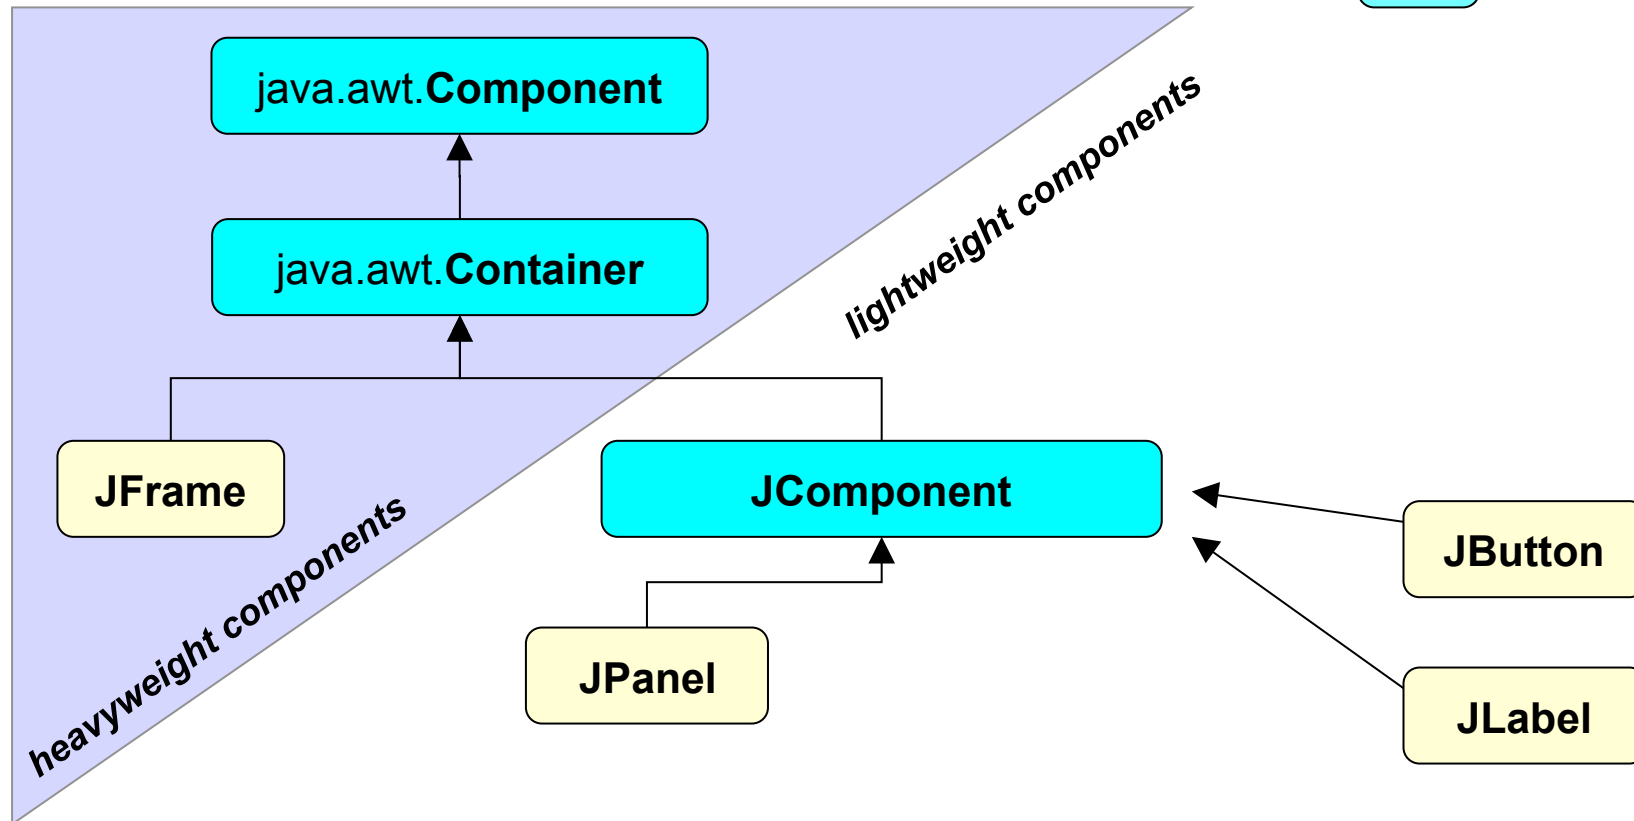 java.awt.Component
lightweight components
java.awt.Container
JFrame
JComponent
heavyweight components
JButton
JPanel
JLabel